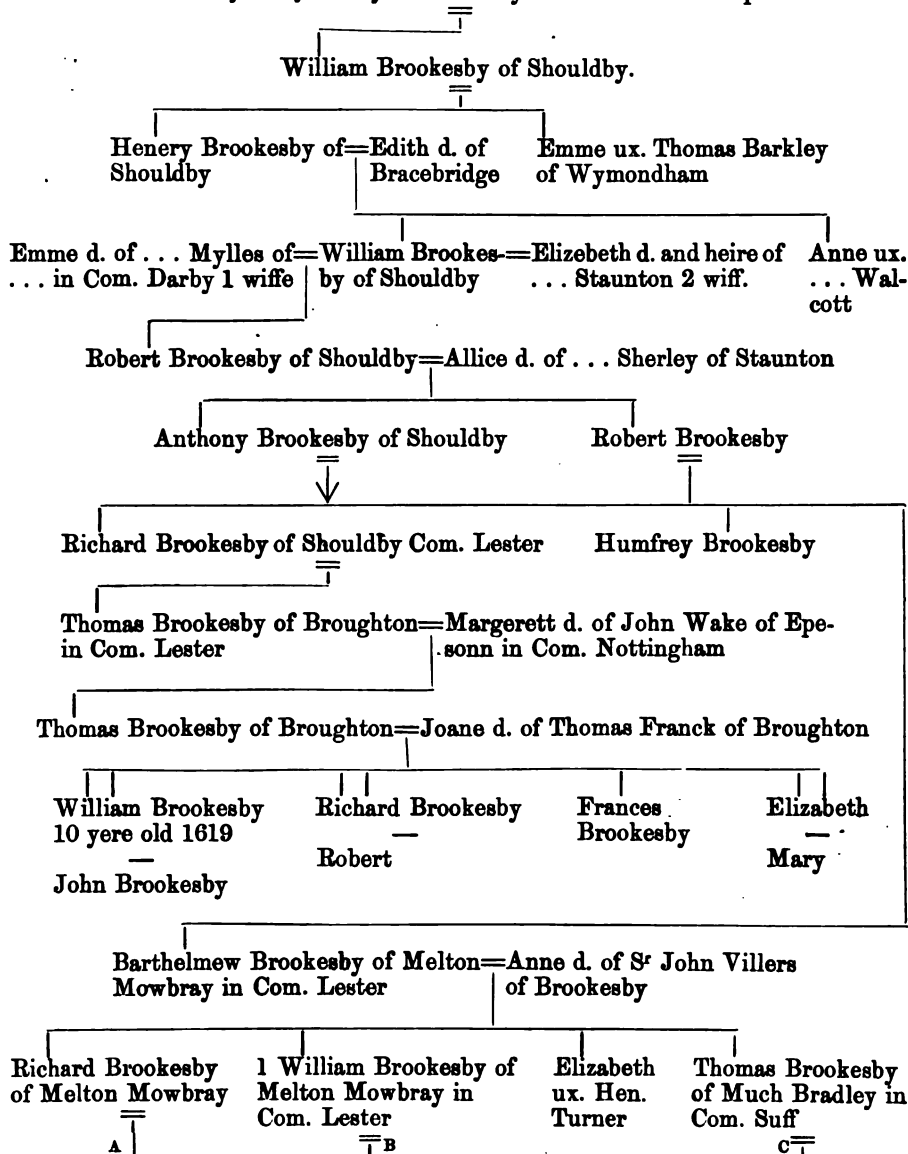 William Brookesby of Shouldby.
Henery Brookesby of=Edith d. of
Shouldby Bracebridge
Emme ux. Thomas Barkley
of Wymondham
Emme d. of ... Mylles of=William Brookes-=Elizebeth d. and heire of
... in Com. Darby 1 wiffe by of Shouldby ... Staunton 2 wiff.
Anne ux.
... Wal-
cott
Robert Brookesby of Shouldby=Allice d. of ... Sherley of Staunton
Anthony Brookesby of Shouldby
Robert Brookesby
Richard Brookesby of Shouldby Com. Lester
Humfrey Brookesby
Thomas Brookesby of Broughton=Margerett d. of John Wake of Epe-
in Com. Lester sonn in Com. Nottingham
Thomas Brookesby of Broughton=Joane d. of Thomas Franck of Broughton
William Brookesby
10 yere old 1619
—
John Brookesby
Richard Brookesby
—
Robert
Frances
Brookesby
Elizabeth
—
Mary
Barthelmew Brookesby of Melton=Anne d. of Sr John Villers
Mowbray in Com. Lester of Brookesby
Richard Brookesby
of Melton Mowbray
A
1 William Brookesby of
Melton Mowbray in
Com. Lester
B
Elizabeth
ux. Hen.
Turner
Thomas Brookesby
of Much Bradley in
Com. Suff
C